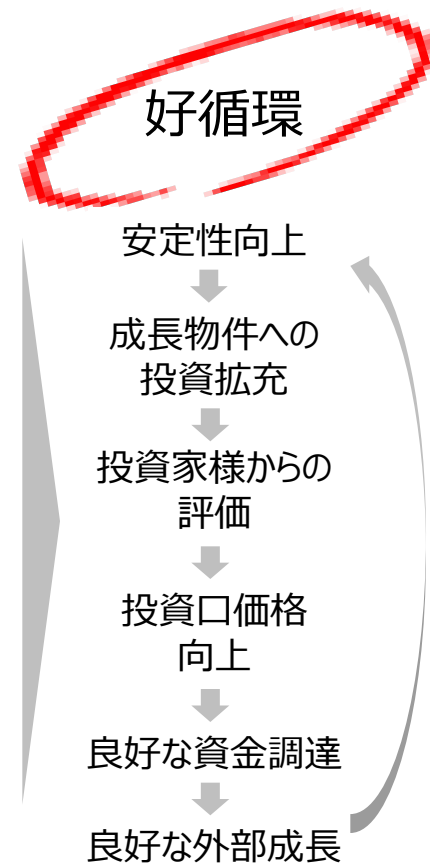 好循環
安定性向上
成長物件への
投資拡充
投資家様からの
評価
投資口価格
向上
良好な資金調達
良好な外部成長